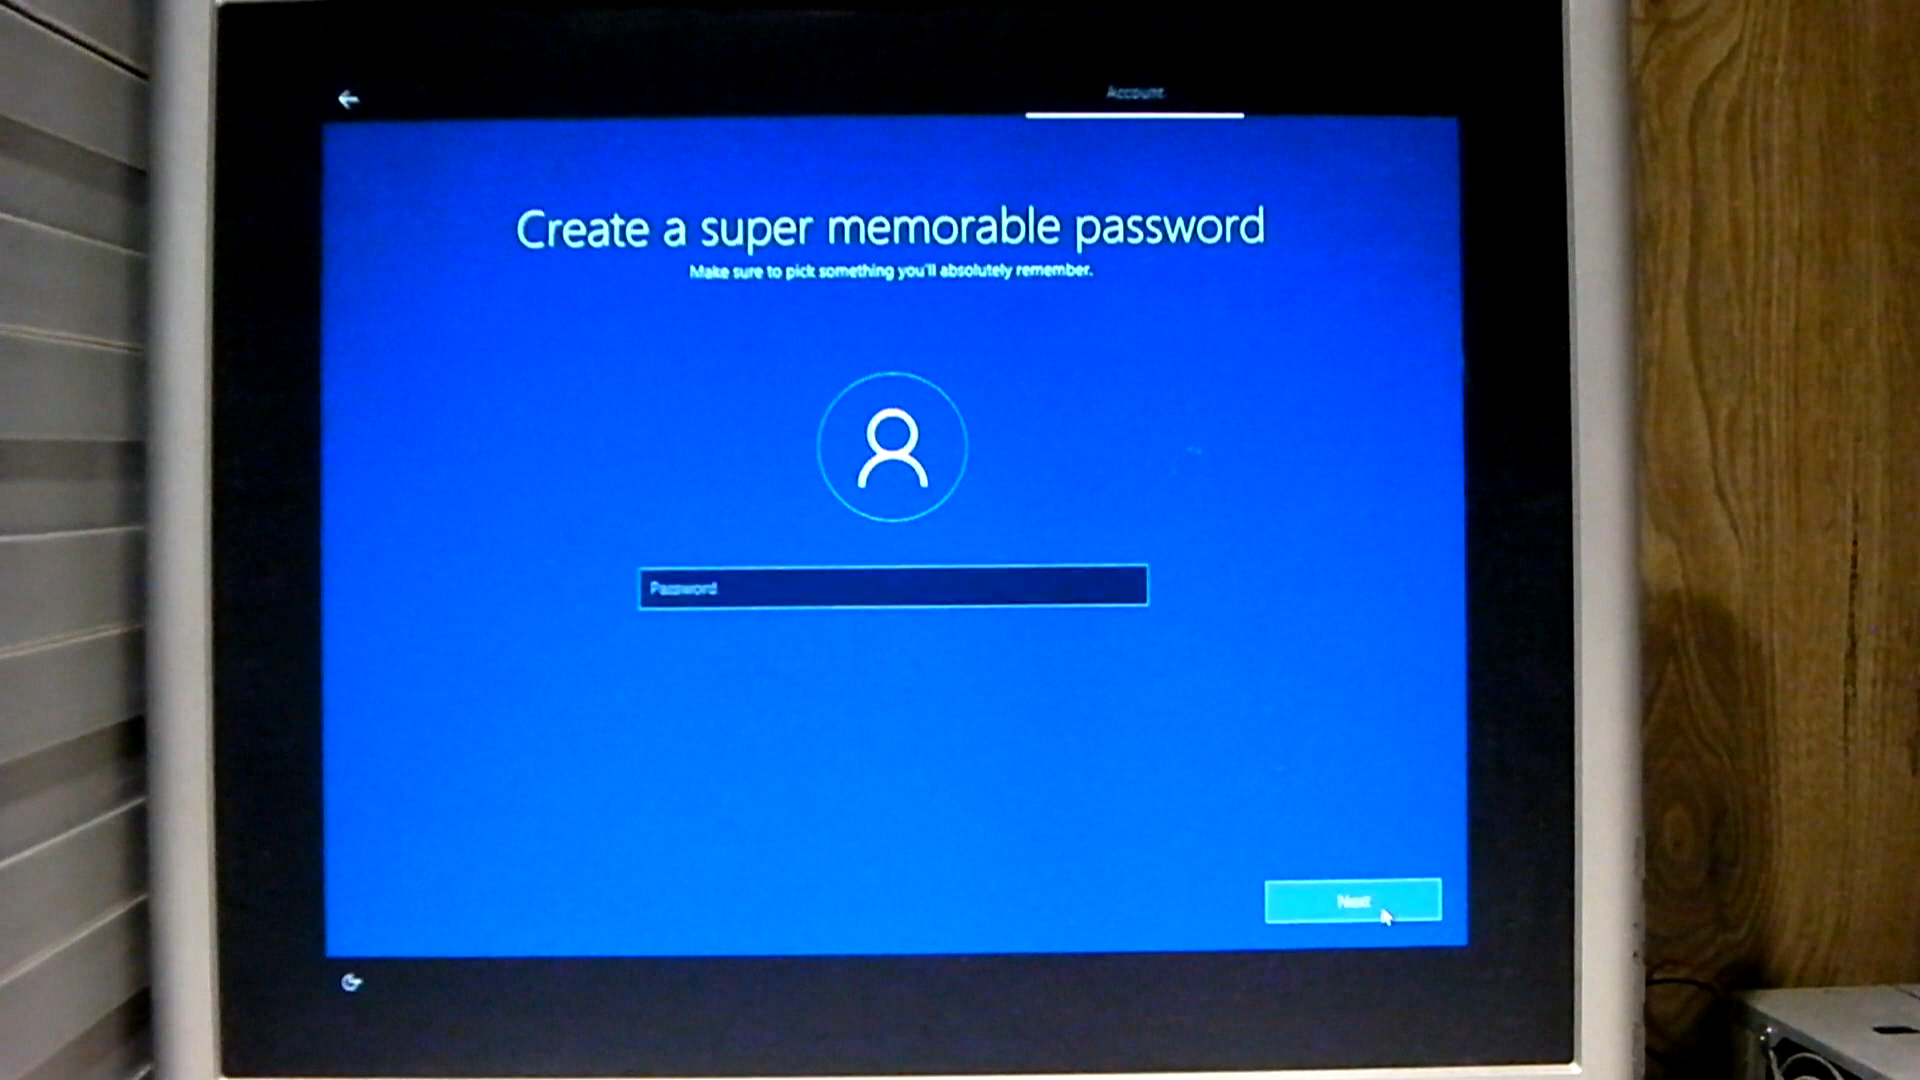 Account
Create a super memorable password
Make sure to pick something you'll absolutely remember.
Password
Next